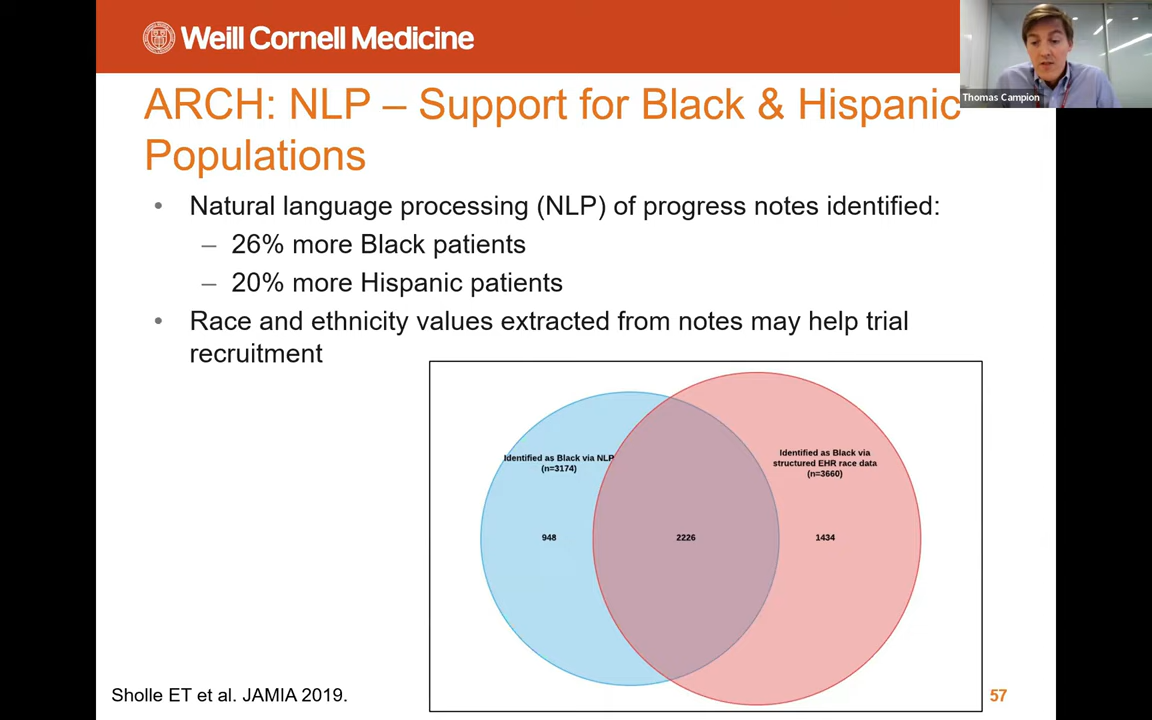 Weill Cornell Medicine
Thomas Campion
ARCH: NLP – Support for Black & Hispanic
Populations
• Natural language processing (NLP) of progress notes identified:
– 26% more Black patients
– 20% more Hispanic patients
• Race and ethnicity values extracted from notes may help trial
recruitment
Identified as Black via NLP
(n=3174)
Identified as Black via
structured EHR race data
(n=3660)
948
2226
1434
Sholle ET et al. JAMIA 2019.
57